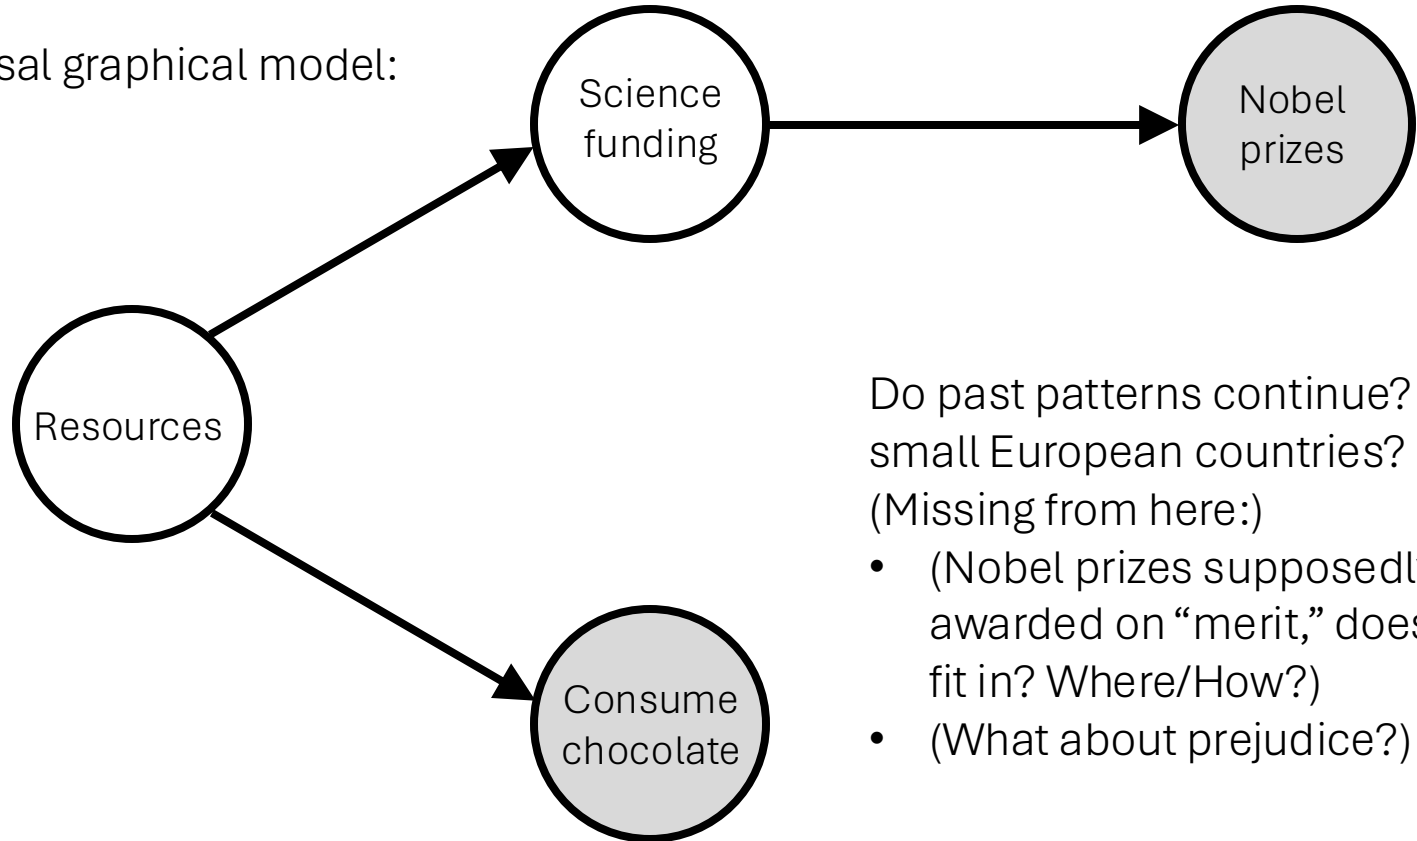 sal graphical model:
Science
funding
Nobel
prizes
Resources
Consume
chocolate
Do past patterns continue?
small European countries?
(Missing from here:)
• (Nobel prizes supposedly
awarded on “merit,” does
fit in? Where/How?)
• (What about prejudice?)